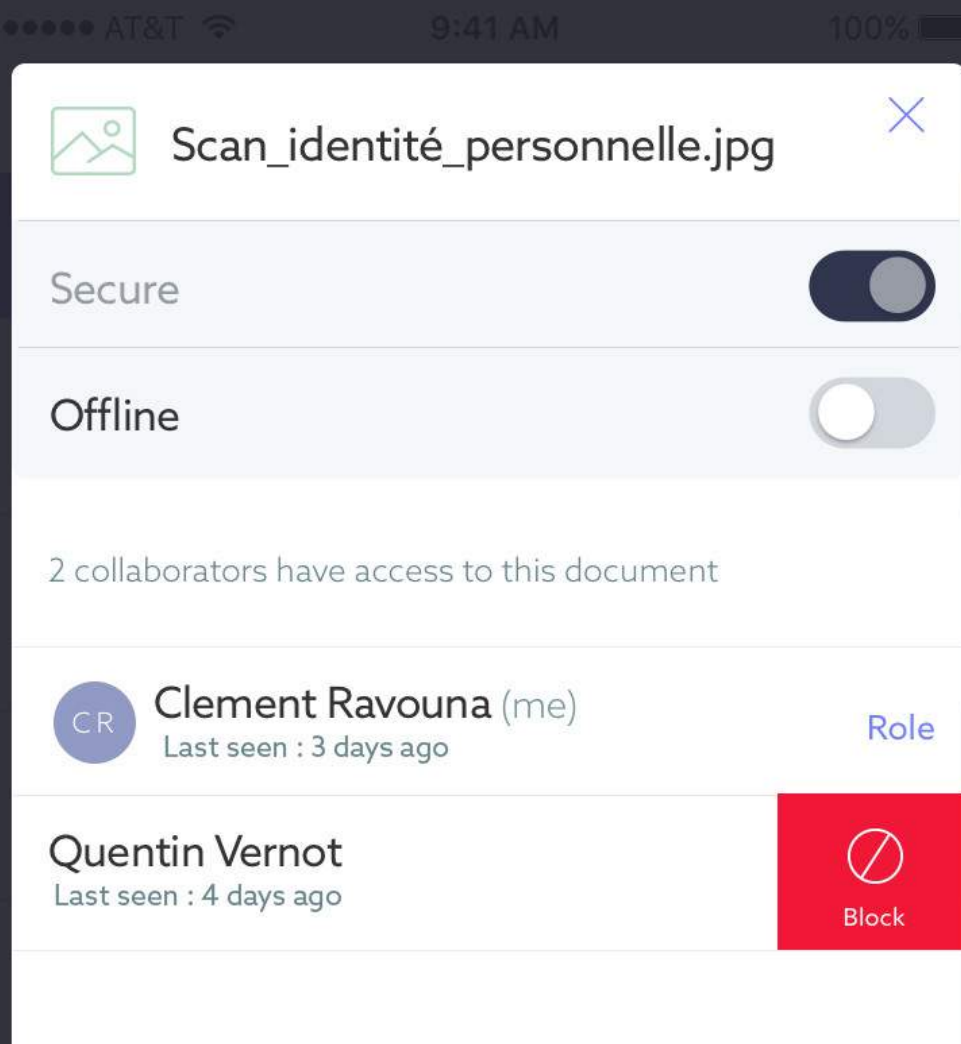 AT&T 9:41 AM 100%
Scan_identité_personnelle.jpg
Secure
Offline
2 collaborators have access to this document
CR Clement Ravouna (me)
Last seen : 3 days ago
Role
Quentin Vernot
Last seen : 4 days ago
Block